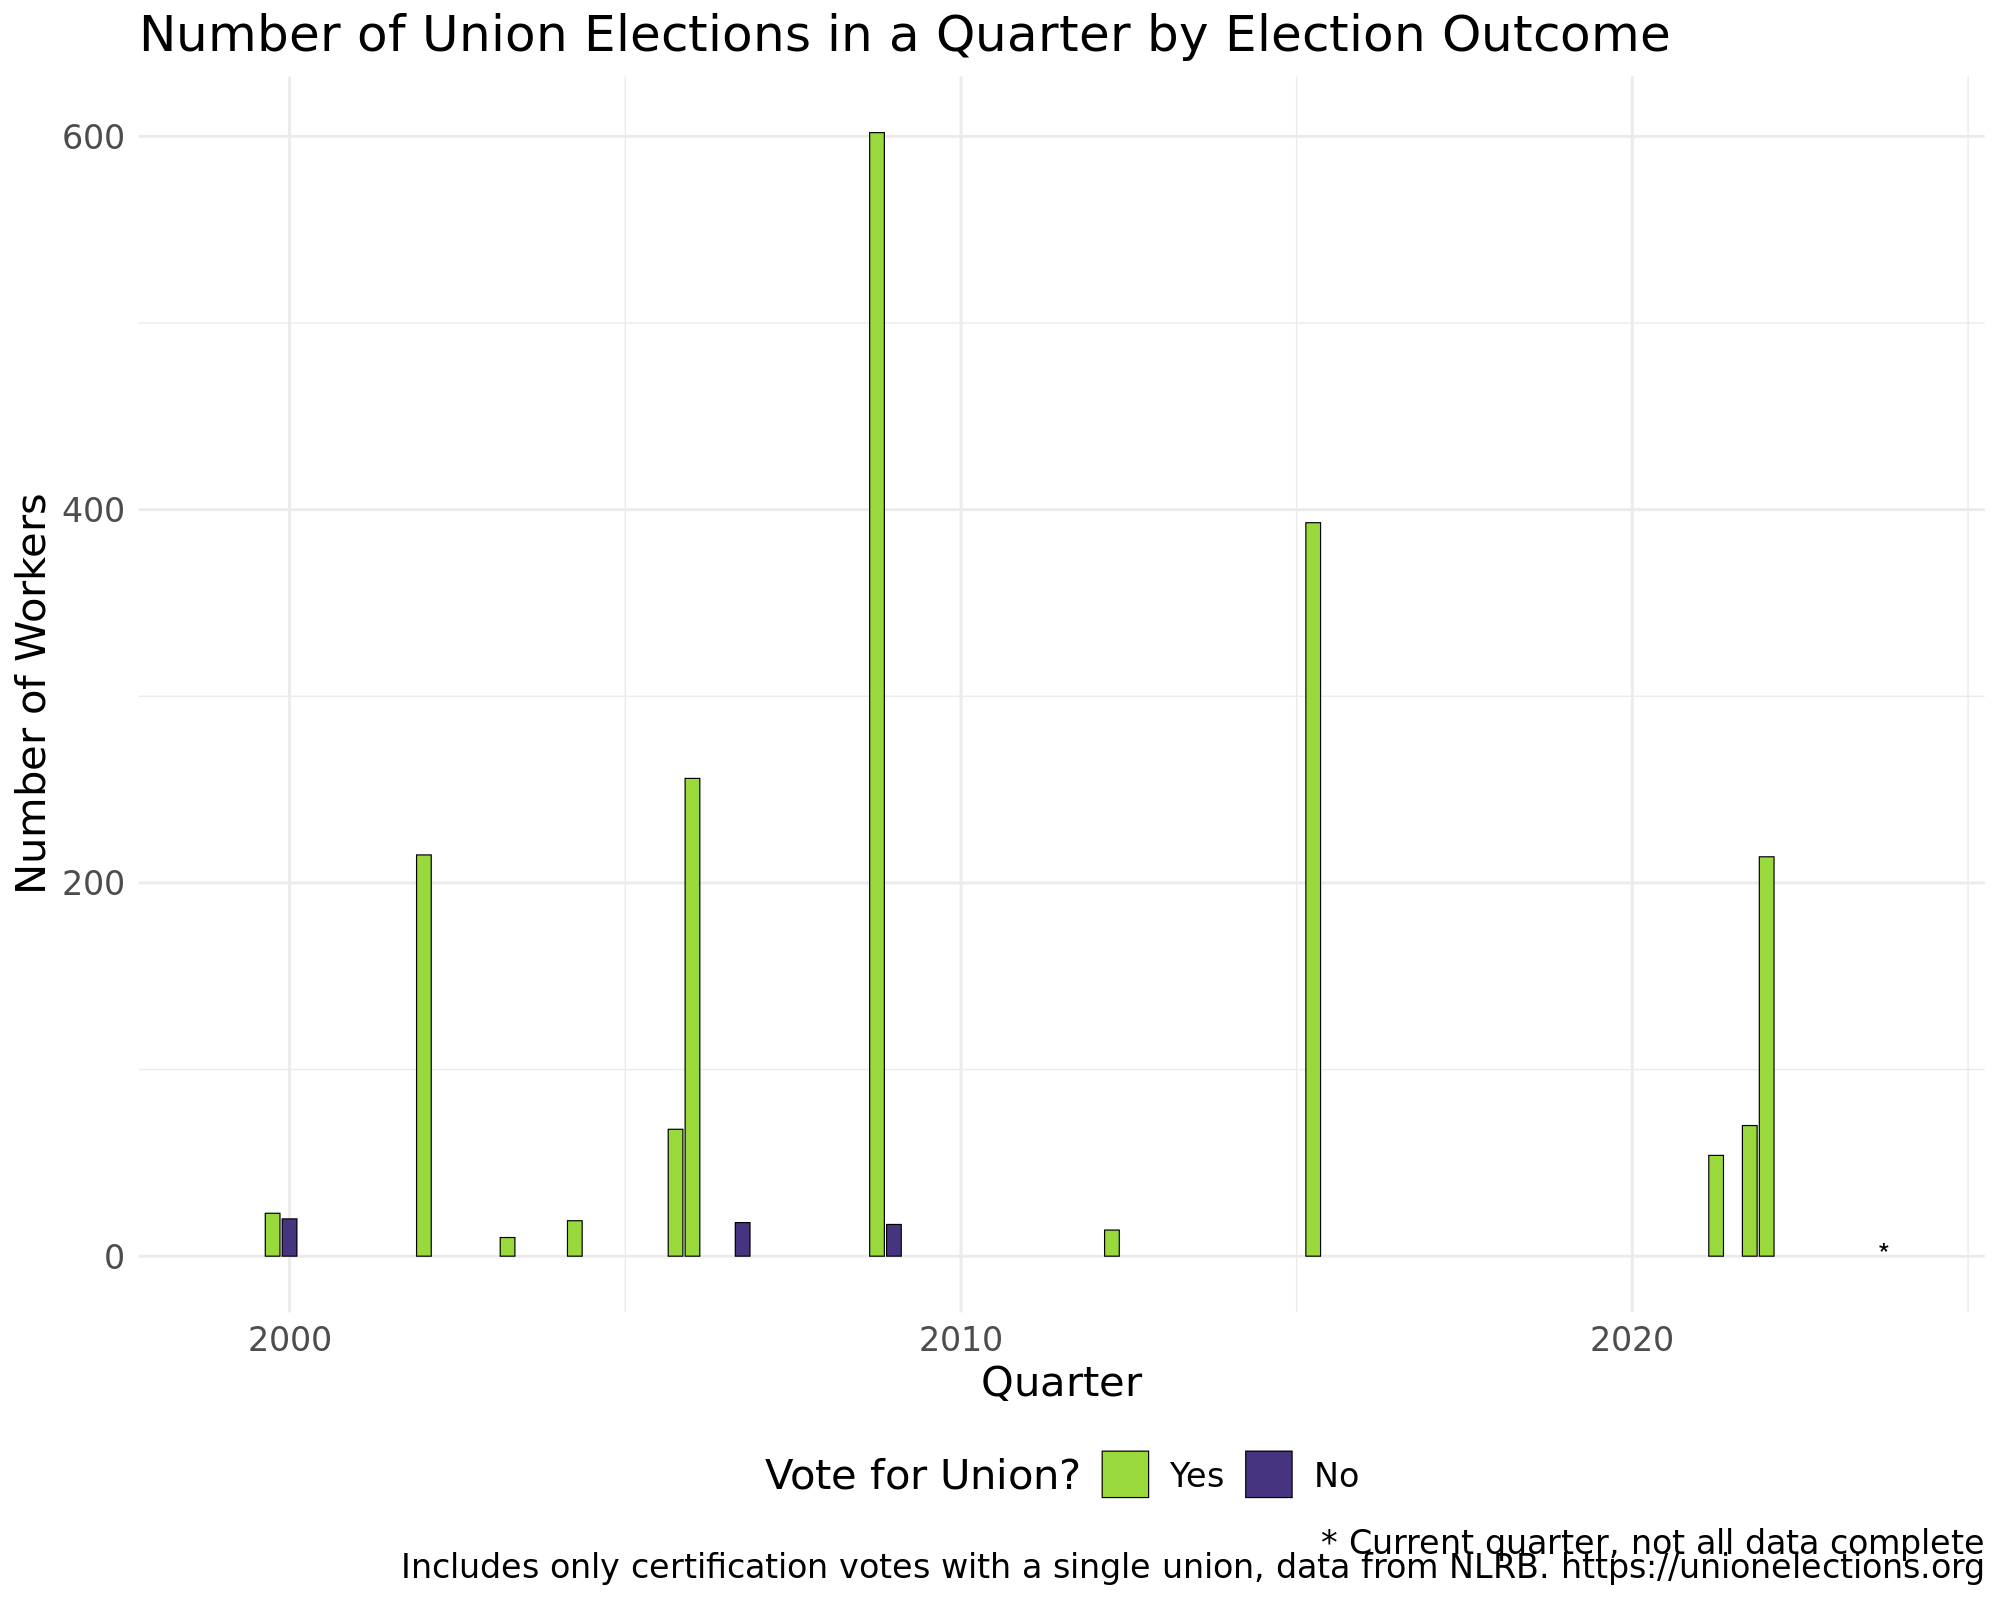 Number of Union Elections in a Quarter by Election Outcome
600
400
200
0
Number of Workers
*
2000
2010
2020
Quarter
Vote for Union?
Yes
No
* Current quarter, not all data complete
Includes only certification votes with a single union, data from NLRB. https://unionelections.org